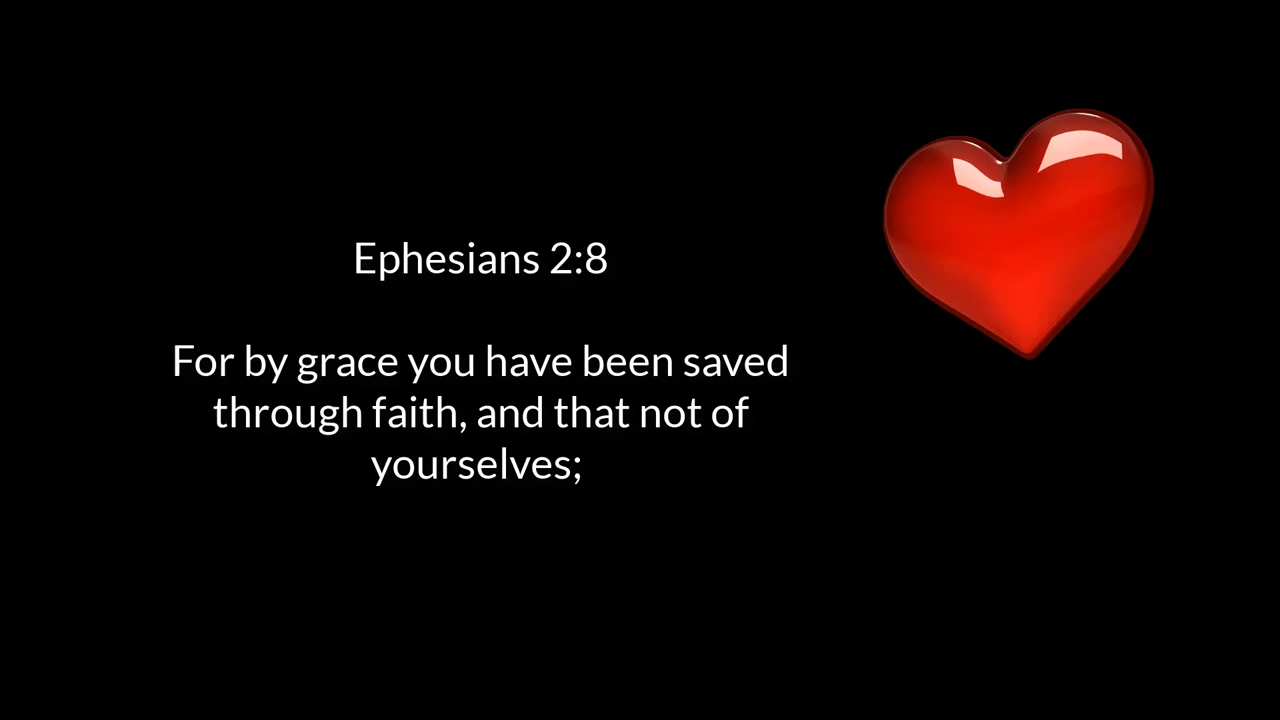 Ephesians 2:8
For by grace you have been saved
through faith, and that not of
yourselves;